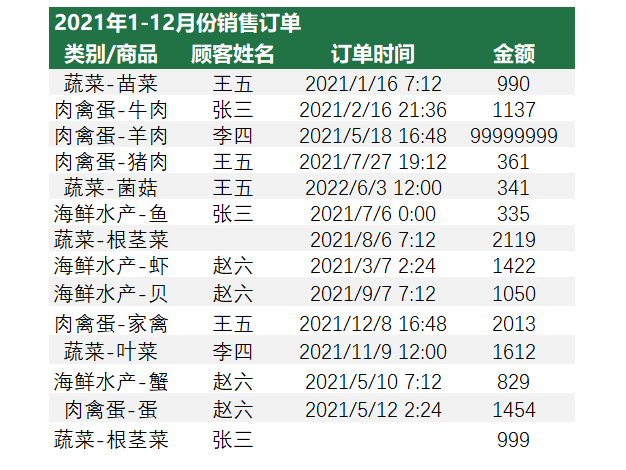 2021年1-12月份销售订单
类别/商品 顾客姓名 订单时间 金额
蔬菜-苗菜 王五 2021/1/16 7:12 990
肉禽蛋-牛肉 张三 2021/2/16 21:36 1137
肉禽蛋-羊肉 李四 2021/5/18 16:48 99999999
肉禽蛋-猪肉 王五 2021/7/27 19:12 361
蔬菜-菌菇 王五 2022/6/3 12:00 341
海鲜水产-鱼 张三 2021/7/6 0:00 335
蔬菜-根茎菜 2021/8/6 7:12 2119
海鲜水产-虾 赵六 2021/3/7 2:24 1422
海鲜水产-贝 赵六 2021/9/7 7:12 1050
肉禽蛋-家禽 王五 2021/12/8 16:48 2013
蔬菜-叶菜 李四 2021/11/9 12:00 1612
海鲜水产-蟹 赵六 2021/5/10 7:12 829
肉禽蛋-蛋 赵六 2021/5/12 2:24 1454
蔬菜-根茎菜 张三 999